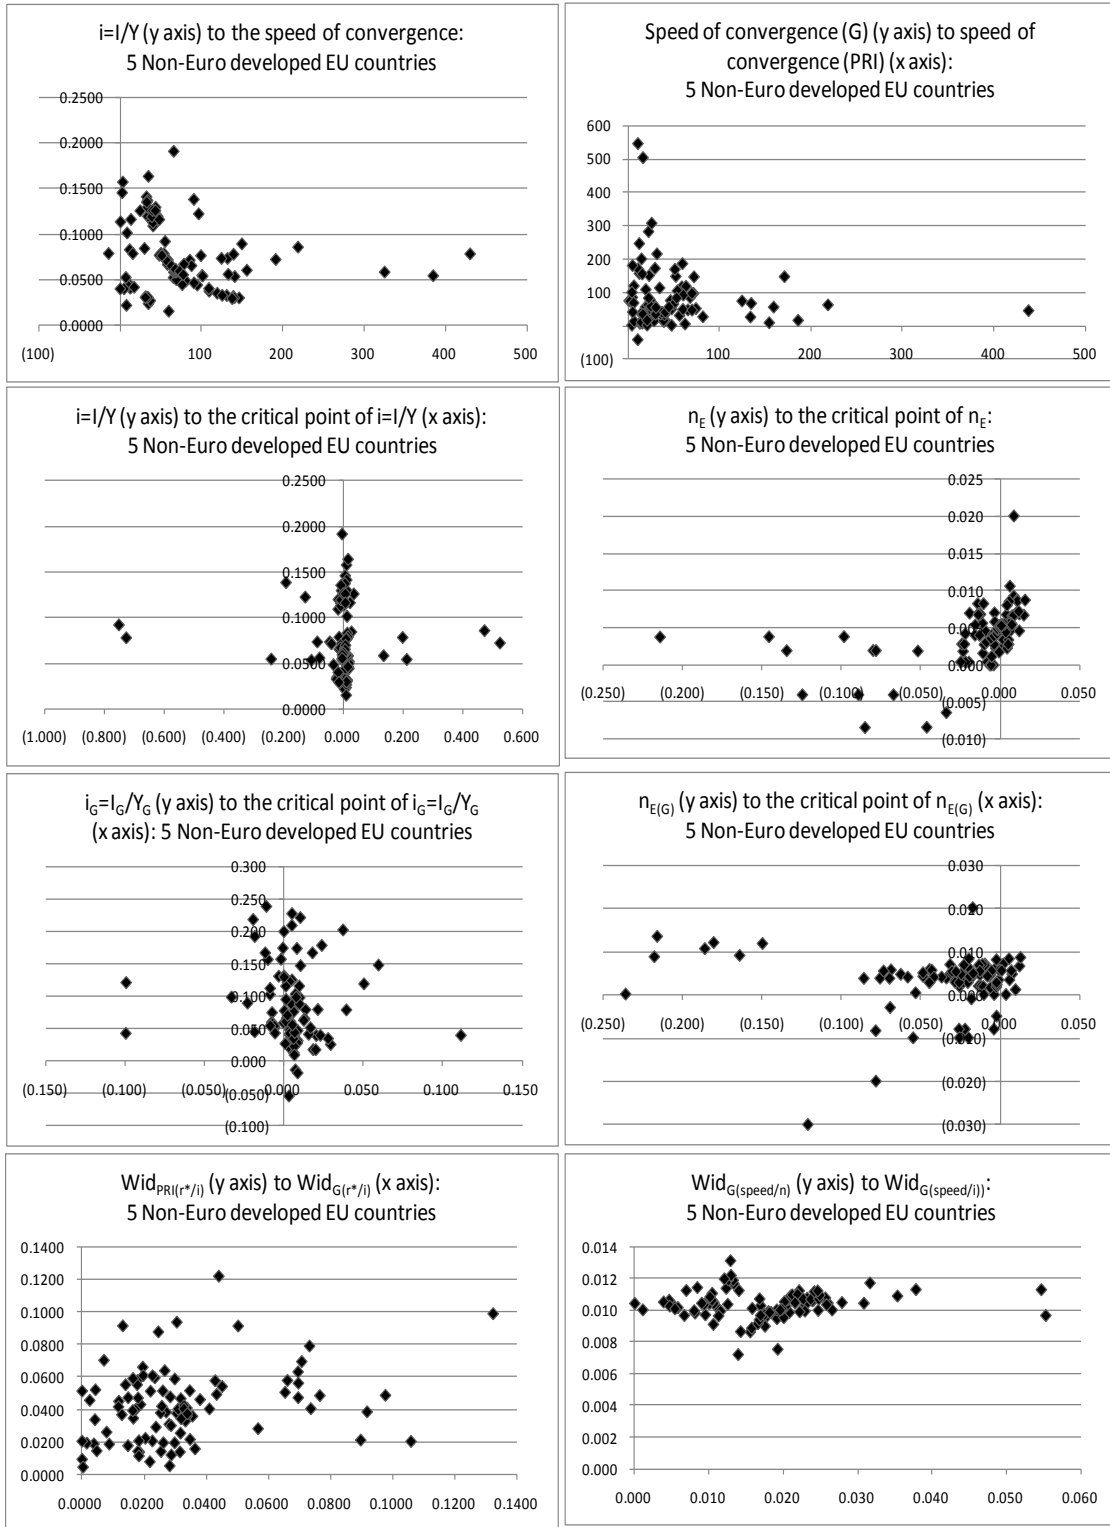 i=I/Y (y axis) to the speed of convergence:
5 Non-Euro developed EU countries
0.2500
0.2000
0.1500
0.1000
0.0500
0.0000
(100) 100 200 300 400 500
Speed of convergence (G) (y axis) to speed of
convergence (PRI) (x axis):
5 Non-Euro developed EU countries
600
500
400
300
200
100
(100) 100 200 300 400 500
i=I/Y (y axis) to the critical point of i=I/Y (x axis):
5 Non-Euro developed EU countries
0.2500
0.2000
0.1500
0.1000
0.0500
0.0000
(1.000) (0.800) (0.600) (0.400) (0.200) 0.000 0.200 0.400 0.600
nE (y axis) to the critical point of nE:
5 Non-Euro developed EU countries
0.025
0.020
0.015
0.010
0.005
0.000
(0.250) (0.200) (0.150) (0.100) (0.050) 0.000 0.050
(0.005)
(0.010)
iG=IG/YG (y axis) to the critical point of iG=IG/YG
(x axis): 5 Non-Euro developed EU countries
0.300
0.250
0.200
0.150
0.100
0.050
0.000
(0.150) (0.100) (0.050) 0.000 0.050 0.100 0.150
(0.050)
(0.100)
nE(G) (y axis) to the critical point of nE(G) (x axis):
5 Non-Euro developed EU countries
0.030
0.020
0.010
0.000
(0.250) (0.200) (0.150) (0.100) (0.050) 0.000 0.050
(0.010)
(0.020)
(0.030)
WidPRI(r*/i) (y axis) to WidG(r*/i) (x axis):
5 Non-Euro developed EU countries
0.1400
0.1200
0.1000
0.0800
0.0600
0.0400
0.0200
0.0000
0.0000 0.0200 0.0400 0.0600 0.0800 0.1000 0.1200 0.1400
WidG(speed/n) (y axis) to WidG(speed/i)):
5 Non-Euro developed EU countries
0.014
0.012
0.010
0.008
0.006
0.004
0.002
0.000
0.000 0.010 0.020 0.030 0.040 0.050 0.060